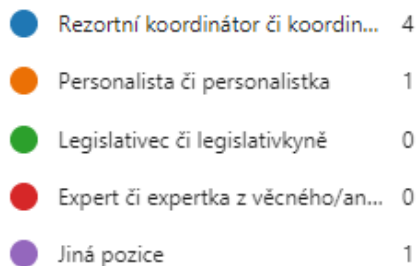 Rezortní koordinátor či koordin... 4
Personalista či personalistka 1
Legislativec či legislativkyně 0
Expert či expertka z věcného/an... 0
Jiná pozice 1